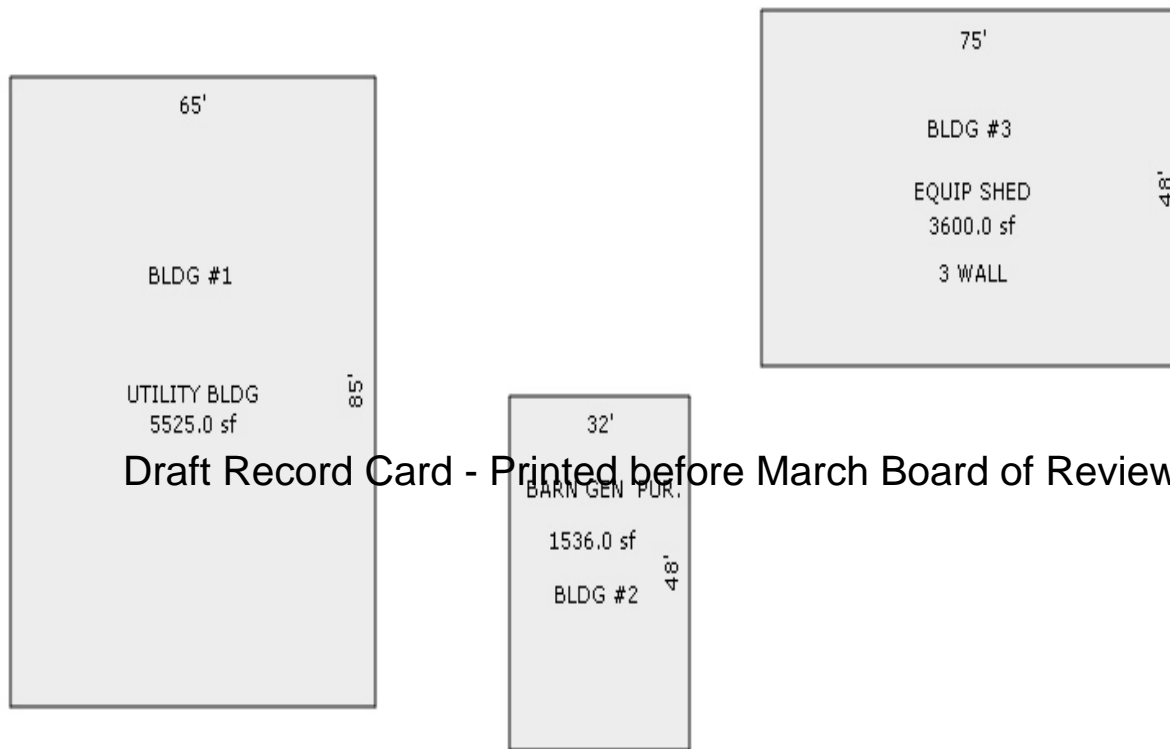 65'
BLDG #1
UTILITY BLDG
5525.0 sf
85'
75'
BLDG #3
EQUIP SHED
3600.0 sf
3 WALL
48'
32'
BARN GEN PUR.
1536.0 sf
BLDG #2
48'
Draft Record Card - Printed before March Board of Review